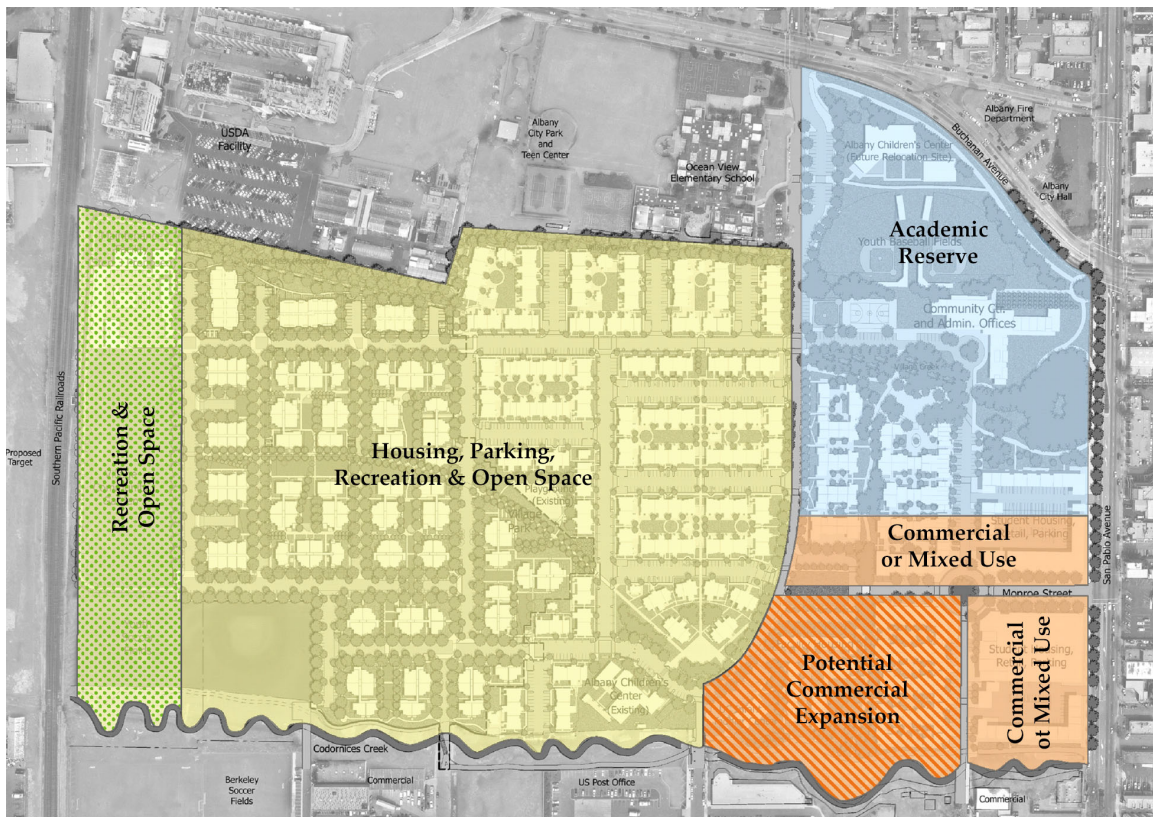 USDA
Facility
Albany
City Park
and
Teen Center
Ocean View
Elementary School
Albany Fire
Department
Buchanan Avenue
Albany
City Hall
Albany Children's Center
(Future Relocation Site)
Academic
Reserve
Youth Baseball Fields
Community Ctr.
and Admin. Offices
Southern Pacific Railroads
Proposed
Target
Recreation &
Open Space
Housing, Parking,
Recreation & Open Space
Playground
(Existing)
Village
Park
Student Housing,
Retail, Parking
Commercial
or Mixed Use
San Pablo Avenue
Monroe Street
Potential
Commercial
Expansion
Student Housing,
Commercial
ot Mixed Use
Albany Children's
Center
(Existing)
Codornices Creek
Berkeley
Soccer
Fields
Commercial
US Post Office
Commercial